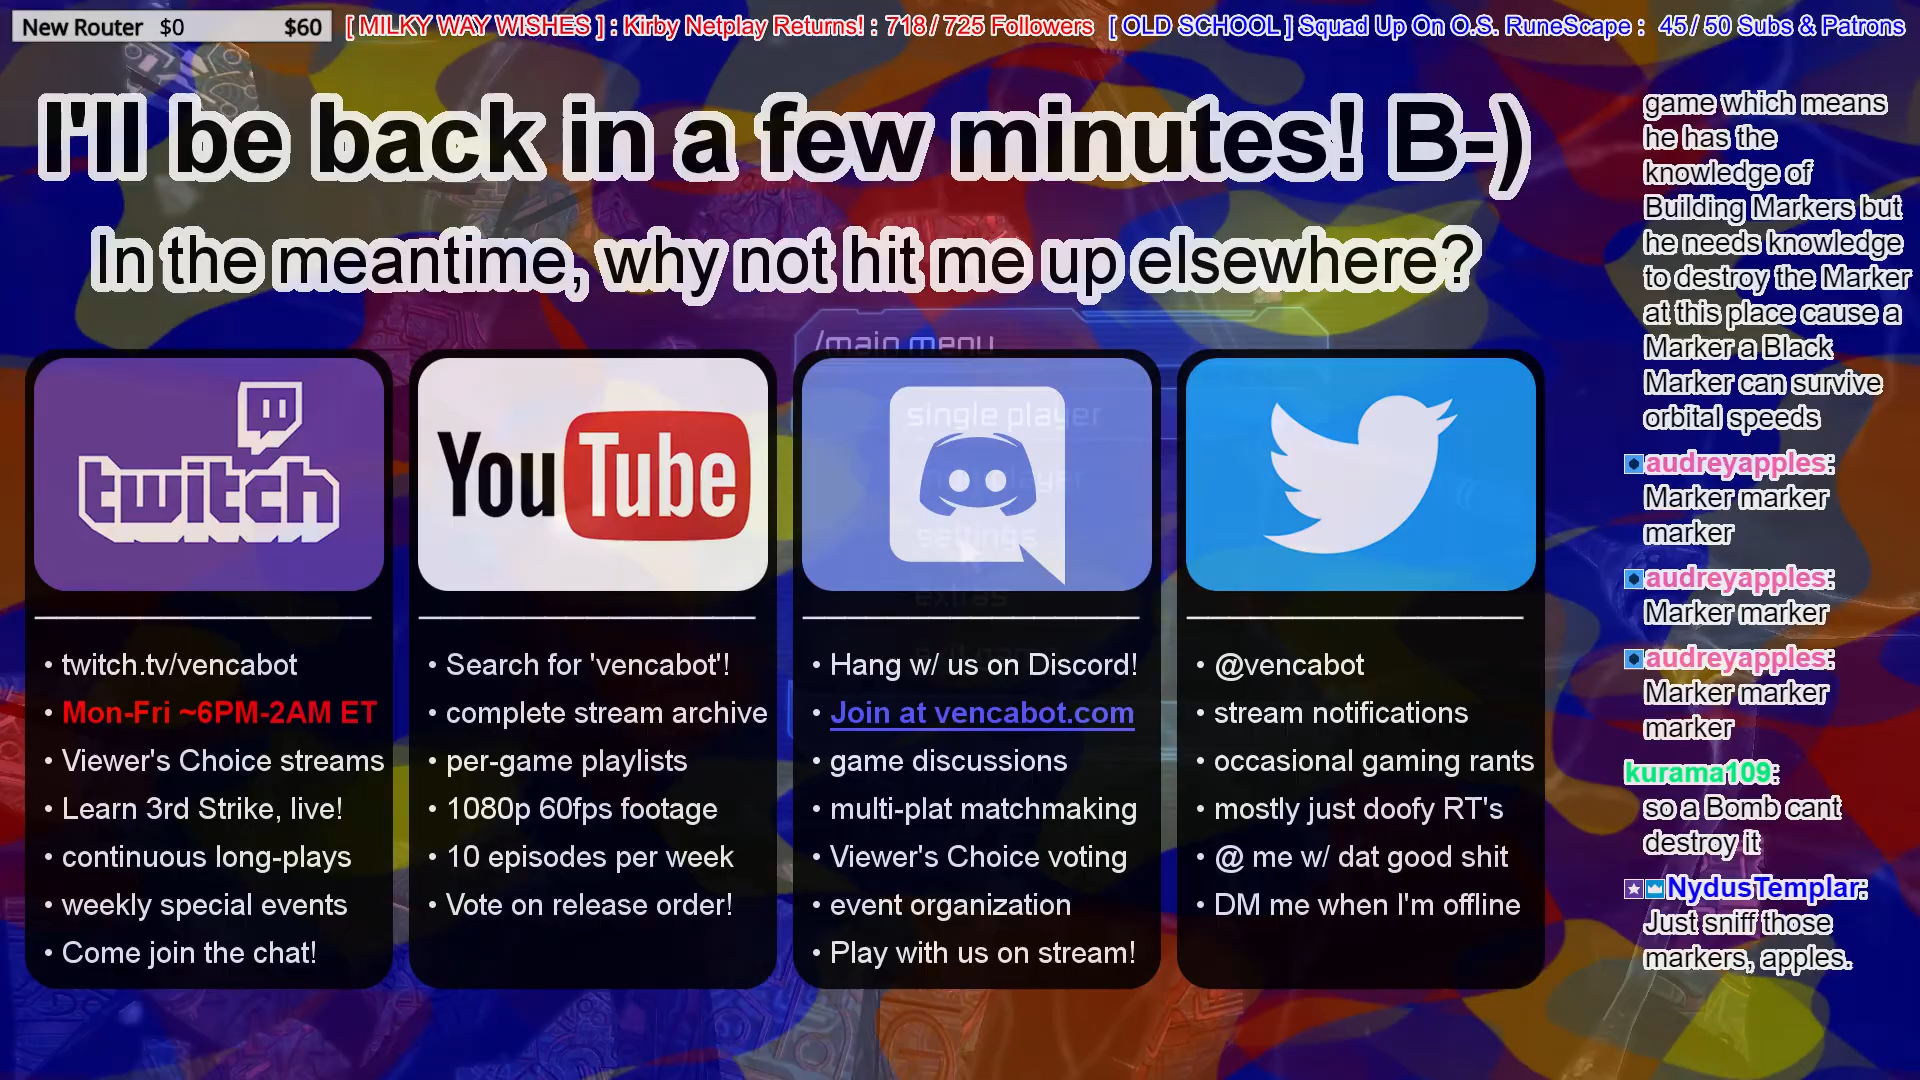 New Router $0 $60
[ MILKY WAY WISHES ] : Kirby Netplay Returns! : 718 / 725 Followers [ OLD SCHOOL ] Squad Up On O.S. RuneScape : 45 / 50 Subs & Patrons
I'll be back in a few minutes! B-)
In the meantime, why not hit me up elsewhere?
/main menu
single player
settings
extras
twitch
• twitch.tv/vencabot
• Mon-Fri ~6PM-2AM ET
• Viewer's Choice streams
• Learn 3rd Strike, live!
• continuous long-plays
• weekly special events
• Come join the chat!
YouTube
• Search for 'vencabot'!
• complete stream archive
• per-game playlists
• 1080p 60fps footage
• 10 episodes per week
• Vote on release order!
• Hang w/ us on Discord!
• Join at vencabot.com
• game discussions
• multi-plat matchmaking
• Viewer's Choice voting
• event organization
• Play with us on stream!
• @vencabot
• stream notifications
• occasional gaming rants
• mostly just doofy RT's
• @ me w/ dat good shit
• DM me when I'm offline
game which means
he has the
knowledge of
Building Markers but
he needs knowledge
to destroy the Marker
at this place cause a
Marker a Black
Marker can survive
orbital speeds
audreyapples:
Marker marker
marker
audreyapples:
Marker marker
audreyapples:
Marker marker
marker
kurama109:
so a Bomb cant
destroy it
NydusTemplar:
Just sniff those
markers, apples.